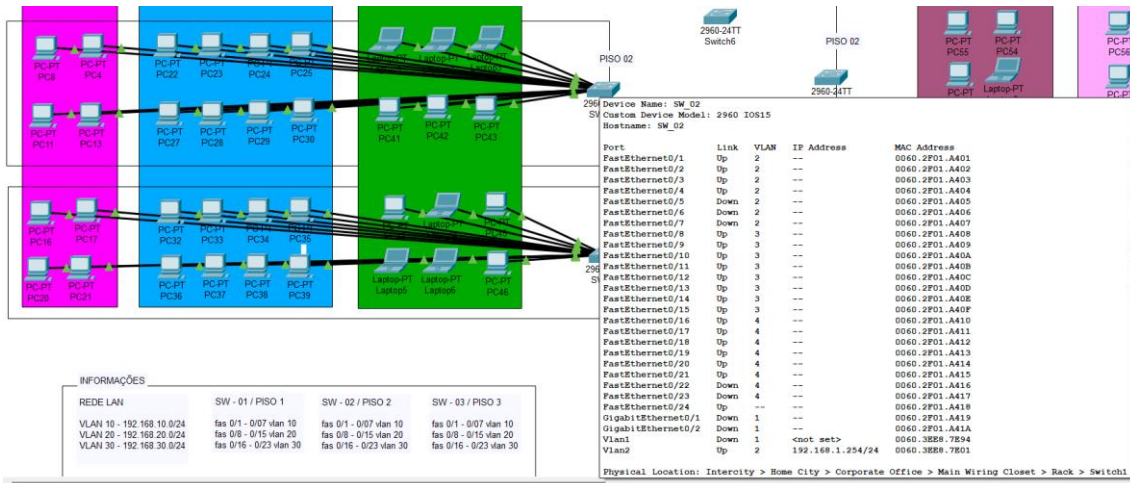 2960-24TT
Switch6
PISO 02
PISO 02
2960-24TT
PC-PT
PC8
PC-PT
PC4
PC-PT
PC22
PC-PT
PC23
PC24
PC25
Laptop-PT
PC-PT
PC55
PC-PT
PC54
PC-PT
PC11
PC-PT
PC13
PC-PT
PC27
PC-PT
PC28
PC-PT
PC29
PC-PT
PC30
PC-PT
PC41
PC-PT
PC42
PC-PT
PC43
PC-PT
Laptop-PT
PC-PT
PC16
PC-PT
PC17
PC-PT
PC32
PC-PT
PC33
PC34
PC35
Laptop-PT
PC-PT
PC20
PC-PT
PC21
PC-PT
PC36
PC-PT
PC37
PC-PT
PC38
PC-PT
PC39
Laptop-PT
Laptop5
Laptop-PT
Laptop6
PC-PT
PC46
Device Name: SW_02
Custom Device Model: 2960 IOS15
Hostname: SW_02
Port Link VLAN IP Address MAC Address
FastEthernet0/1 Up 2 -- 0060.2F01.A401
FastEthernet0/2 Up 2 -- 0060.2F01.A402
FastEthernet0/3 Up 2 -- 0060.2F01.A403
FastEthernet0/4 Up 2 -- 0060.2F01.A404
FastEthernet0/5 Down 2 -- 0060.2F01.A405
FastEthernet0/6 Down 2 -- 0060.2F01.A406
FastEthernet0/7 Down 2 -- 0060.2F01.A407
FastEthernet0/8 Up 3 -- 0060.2F01.A408
FastEthernet0/9 Up 3 -- 0060.2F01.A409
FastEthernet0/10 Up 3 -- 0060.2F01.A40A
FastEthernet0/11 Up 3 -- 0060.2F01.A40B
FastEthernet0/12 Up 3 -- 0060.2F01.A40C
FastEthernet0/13 Up 3 -- 0060.2F01.A40D
FastEthernet0/14 Up 3 -- 0060.2F01.A40E
FastEthernet0/15 Up 3 -- 0060.2F01.A40F
FastEthernet0/16 Up 4 -- 0060.2F01.A410
FastEthernet0/17 Up 4 -- 0060.2F01.A411
FastEthernet0/18 Up 4 -- 0060.2F01.A412
FastEthernet0/19 Up 4 -- 0060.2F01.A413
FastEthernet0/20 Up 4 -- 0060.2F01.A414
FastEthernet0/21 Up 4 -- 0060.2F01.A415
FastEthernet0/22 Down 4 -- 0060.2F01.A416
FastEthernet0/23 Down 4 -- 0060.2F01.A417
FastEthernet0/24 Up -- -- 0060.2F01.A418
GigabitEthernet0/1 Down 1 -- 0060.2F01.A419
GigabitEthernet0/2 Down 1 -- 0060.2F01.A41A
Vlan1 Down 1 <not set> 0060.3EE8.7E94
Vlan2 Up 2 192.168.1.254/24 0060.3EE8.7E01
Physical Location: Intercity > Home City > Corporate Office > Main Wiring Closet > Rack > Switch1
INFORMAÇÕES
REDE LAN
VLAN 10 - 192.168.10.0/24
VLAN 20 - 192.168.20.0/24
VLAN 30 - 192.168.30.0/24
SW - 01 / PISO 1
fas 0/1 - 0/07 vlan 10
fas 0/8 - 0/15 vlan 20
fas 0/16 - 0/23 vlan 30
SW - 02 / PISO 2
fas 0/1 - 0/07 vlan 10
fas 0/8 - 0/15 vlan 20
fas 0/16 - 0/23 vlan 30
SW - 03 / PISO 3
fas 0/1 - 0/07 vlan 10
fas 0/8 - 0/15 vlan 20
fas 0/16 - 0/23 vlan 30